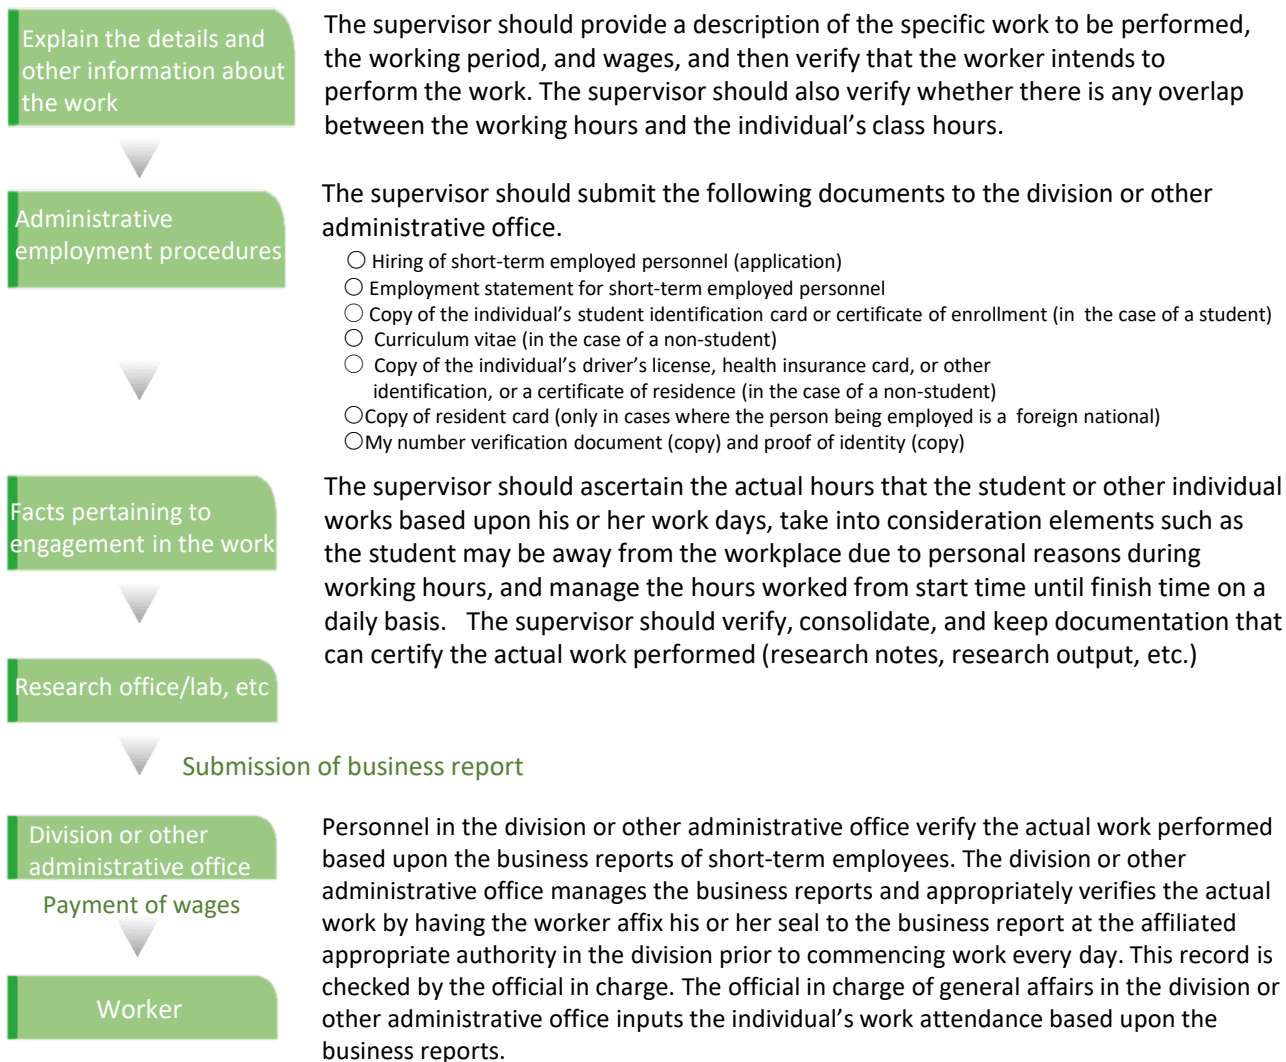 Explain the details and
other information about
the work
The supervisor should provide a description of the specific work to be performed,
the working period, and wages, and then verify that the worker intends to
perform the work. The supervisor should also verify whether there is any overlap
between the working hours and the individual’s class hours.
Administrative
employment procedures
The supervisor should submit the following documents to the division or other
administrative office.
○ Hiring of short-term employed personnel (application)
○ Employment statement for short-term employed personnel
○ Copy of the individual’s student identification card or certificate of enrollment (in the case of a student)
○ Curriculum vitae (in the case of a non-student)
○ Copy of the individual’s driver’s license, health insurance card, or other
identification, or a certificate of residence (in the case of a non-student)
○Copy of resident card (only in cases where the person being employed is a foreign national)
○My number verification document (copy) and proof of identity (copy)
Facts pertaining to
engagement in the work
The supervisor should ascertain the actual hours that the student or other individual
works based upon his or her work days, take into consideration elements such as
the student may be away from the workplace due to personal reasons during
working hours, and manage the hours worked from start time until finish time on a
daily basis. The supervisor should verify, consolidate, and keep documentation that
can certify the actual work performed (research notes, research output, etc.)
Research office/lab, etc
Submission of business report
Division or other
administrative office
Payment of wages
Worker
Personnel in the division or other administrative office verify the actual work performed
based upon the business reports of short-term employees. The division or other
administrative office manages the business reports and appropriately verifies the actual
work by having the worker affix his or her seal to the business report at the affiliated
appropriate authority in the division prior to commencing work every day. This record is
checked by the official in charge. The official in charge of general affairs in the division or
other administrative office inputs the individual’s work attendance based upon the
business reports.